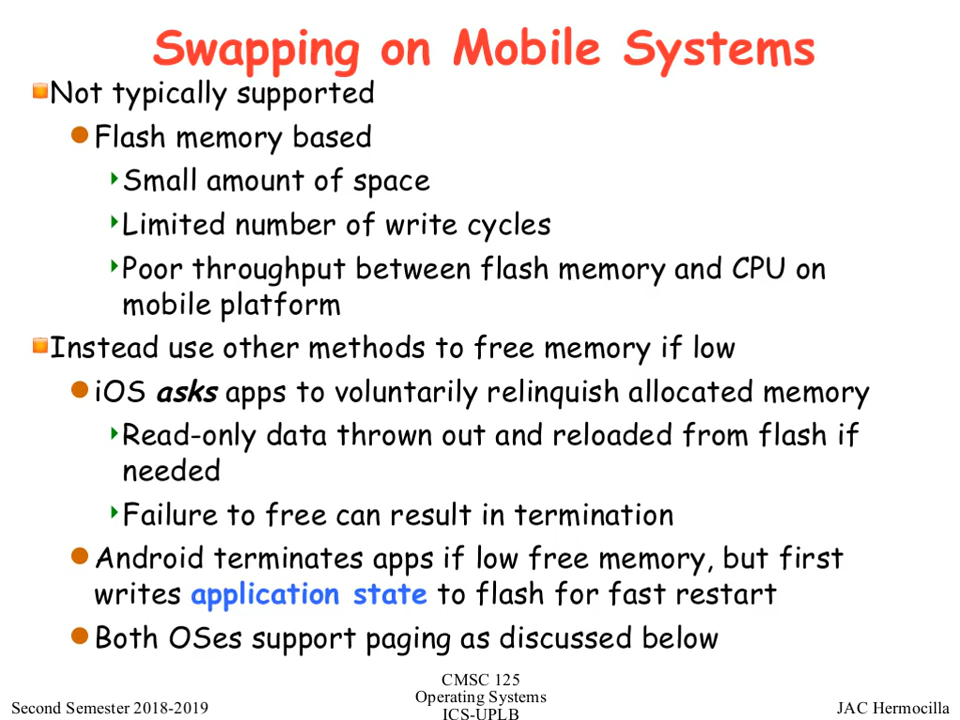 Swapping on Mobile Systems
Not typically supported
Flash memory based
Small amount of space
Limited number of write cycles
Poor throughput between flash memory and CPU on
mobile platform
Instead use other methods to free memory if low
iOS asks apps to voluntarily relinquish allocated memory
Read-only data thrown out and reloaded from flash if
needed
Failure to free can result in termination
Android terminates apps if low free memory, but first
writes application state to flash for fast restart
Both OSes support paging as discussed below
CMSC 125
Operating Systems
ICS-UPLB
Second Semester 2018-2019
JAC Hermocilla